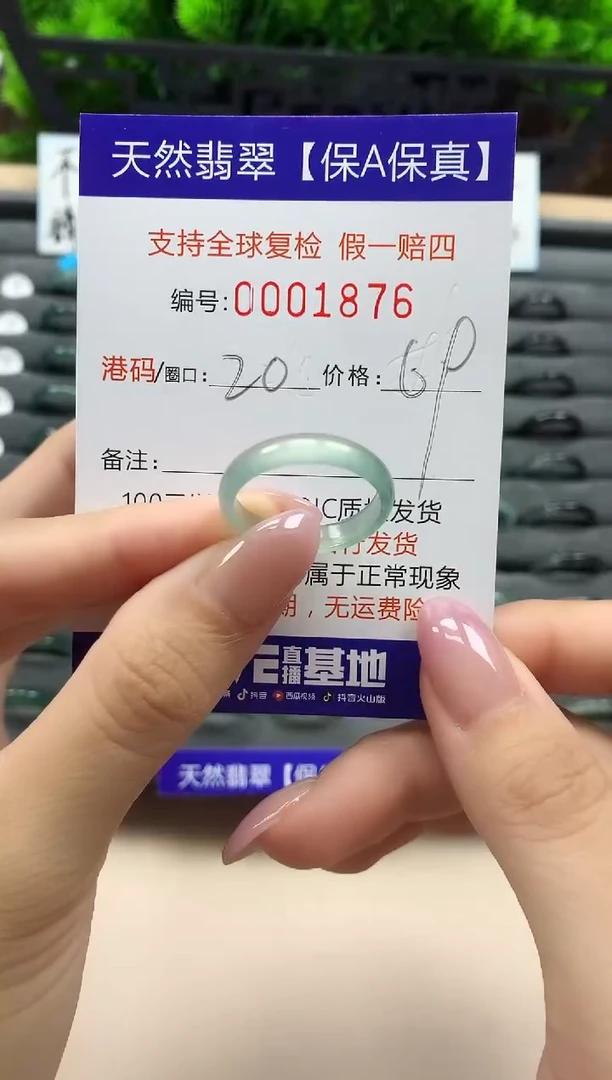 天然翡翠【保A保真】
支持全球复检 假一赔四
编号:0001876
港码/圈口: 20 价格:
备注:
质 发货
行发货
属于正常现象
期，无运费险
直播基地
抖音 西瓜视频 抖音火山版
天然翡翠【保